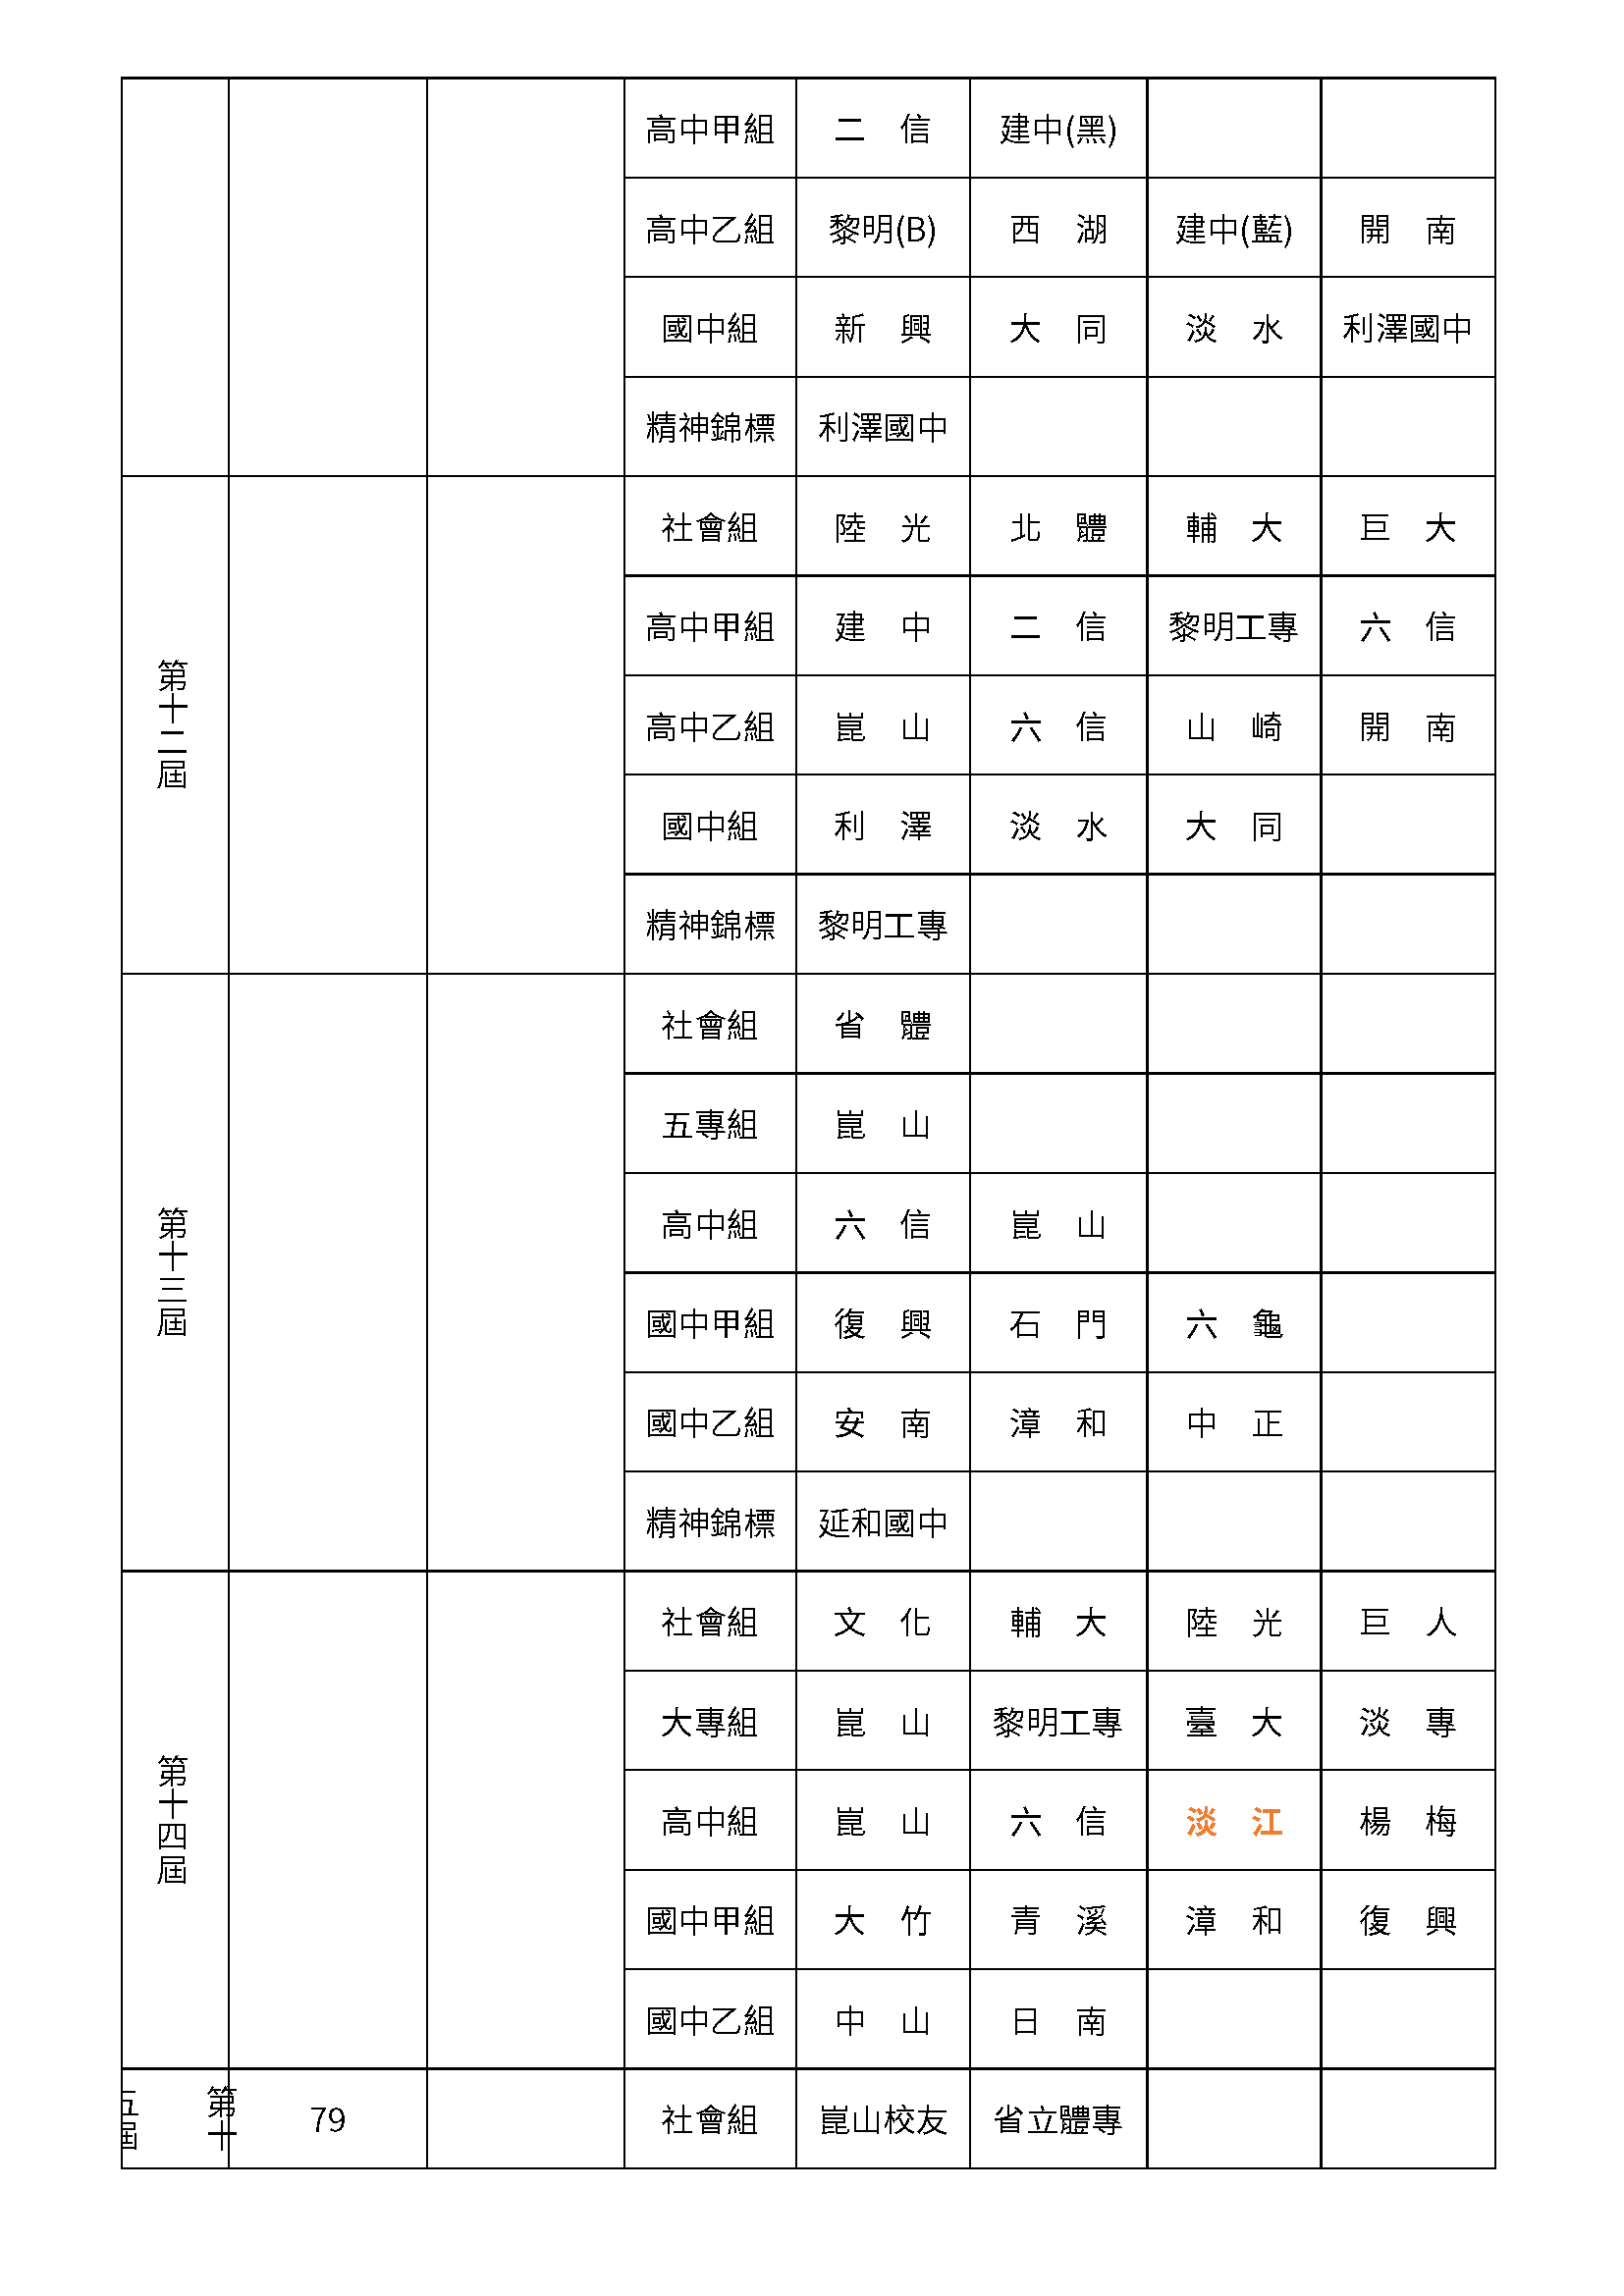 高中甲組 二 信 建中(黑)
高中乙組 黎明(B) 西 湖 建中(藍) 開 南
國中組 新 興 大 同 淡 水 利澤國中
精神錦標 利澤國中
第十二屆
社會組 陸 光 北 體 輔 大 巨 大
高中甲組 建 中 二 信 黎明工專 六 信
高中乙組 崑 山 六 信 山 崎 開 南
國中組 利 澤 淡 水 大 同
精神錦標 黎明工專
第十三屆
社會組 省 體
五專組 崑 山
高中組 六 信 崑 山
國中甲組 復 興 石 門 六 龜
國中乙組 安 南 漳 和 中 正
精神錦標 延和國中
第十四屆
社會組 文 化 輔 大 陸 光 巨 人
大專組 崑 山 黎明工專 臺 大 淡 專
高中組 崑 山 六 信 淡 江 楊 梅
國中甲組 大 竹 青 溪 漳 和 復 興
國中乙組 中 山 日 南
第十五屆
79 社會組 崑山校友 省立體專